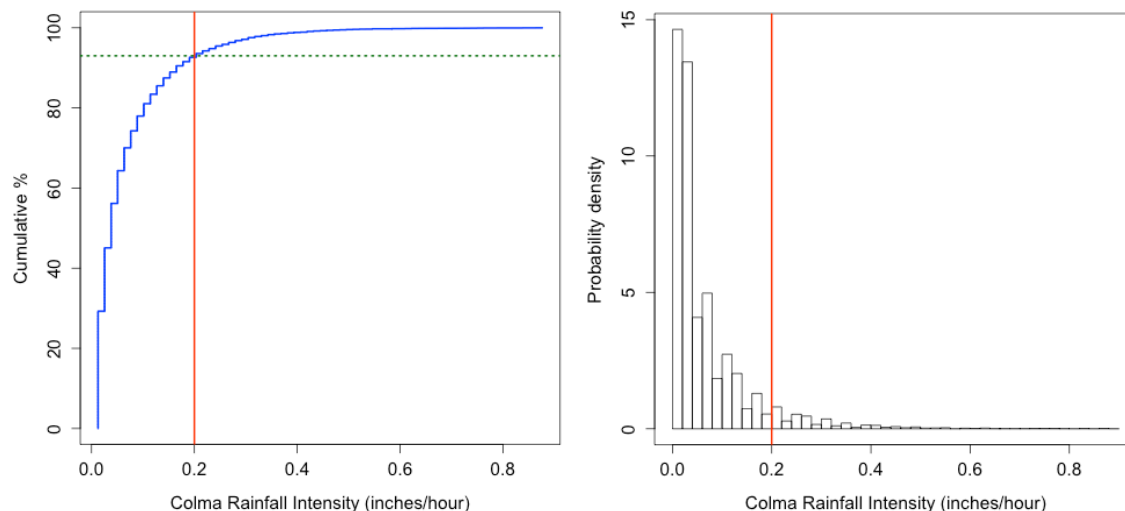 Cumulative %
100
80
60
40
20
0
0.0 0.2 0.4 0.6 0.8
Colma Rainfall Intensity (inches/hour)
Probability density
15
10
5
0
0.0 0.2 0.4 0.6 0.8
Colma Rainfall Intensity (inches/hour)